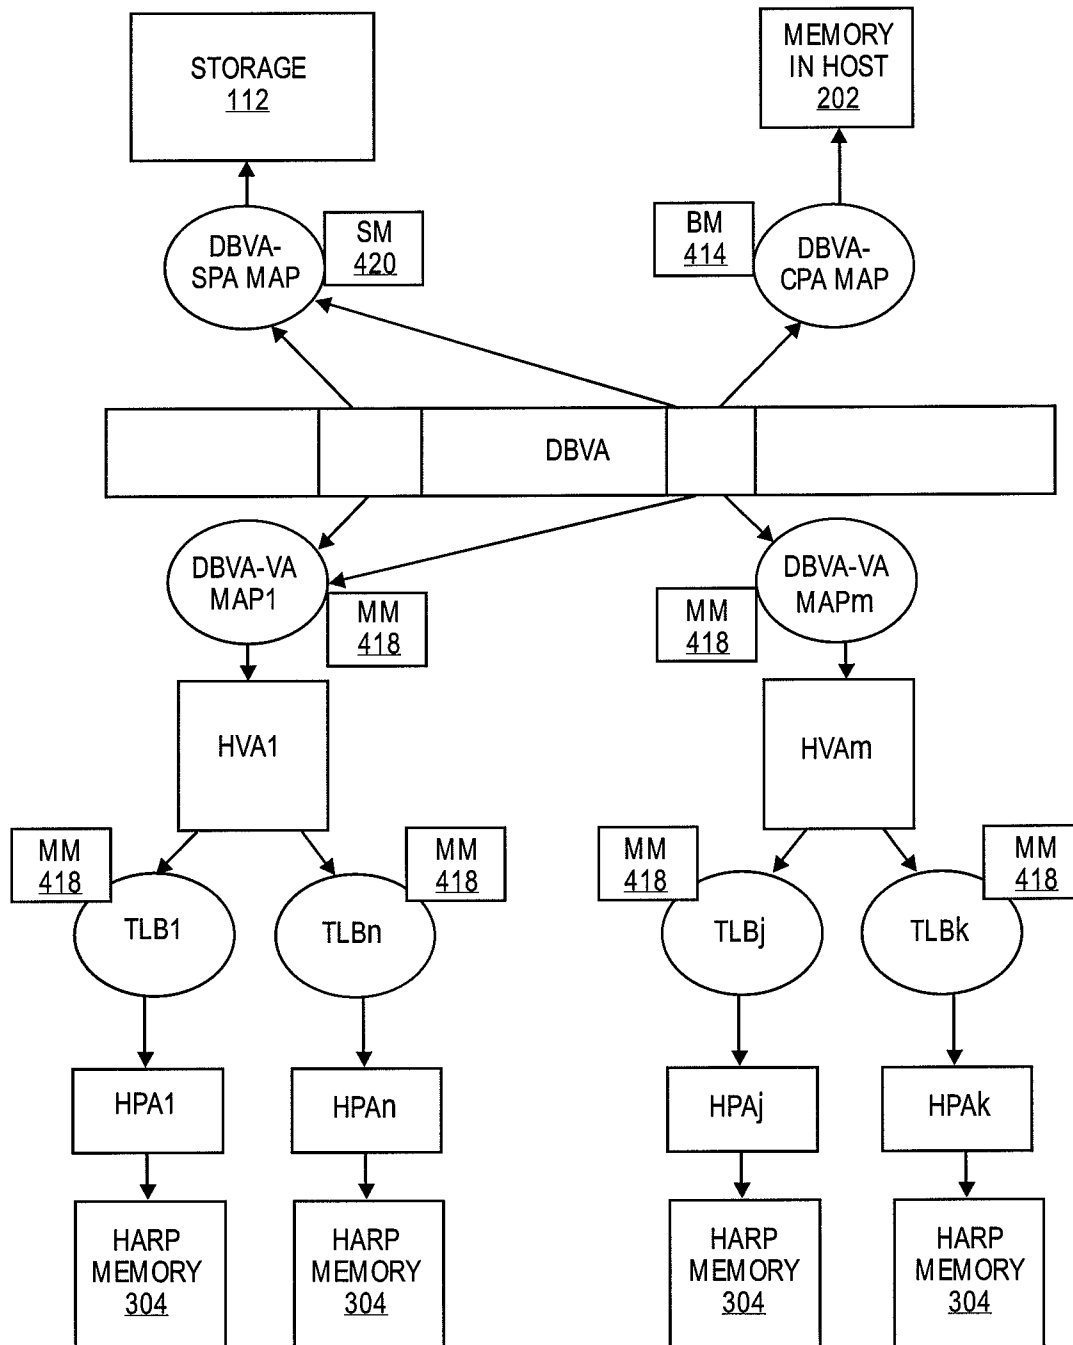 STORAGE
112
MEMORY
IN HOST
202
DBVA-
SPA MAP
SM
420
BM
414
DBVA-
CPA MAP
DBVA
DBVA-VA
MAP1
MM
418
MM
418
DBVA-VA
MAPm
HVA1
HVAm
MM
418
TLB1
MM
418
TLBn
MM
418
TLBj
MM
418
TLBk
HPA1
HPAn
HPAj
HPAk
HARP
MEMORY
304
HARP
MEMORY
304
HARP
MEMORY
304
HARP
MEMORY
304